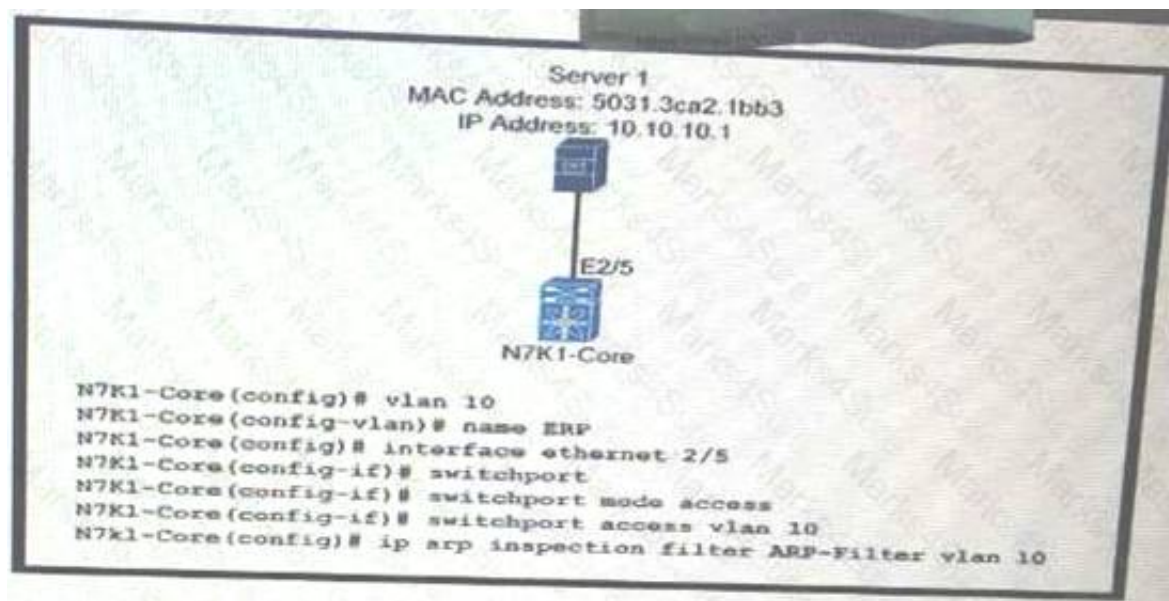 Server 1
MAC Address: 5031.3ca2.1bb3
IP Address: 10.10.10.1
E2/5
N7K1-Core
N7K1-Core(config)# vlan 10
N7K1-Core(config-vlan)# name ERP
N7K1-Core(config)# interface ethernet 2/5
N7K1-Core(config-if)# switchport
N7K1-Core(config-if)# switchport mode access
N7K1-Core(config-if)# switchport access vlan 10
N7k1-Core(config)# ip arp inspection filter ARP-Filter vlan 10